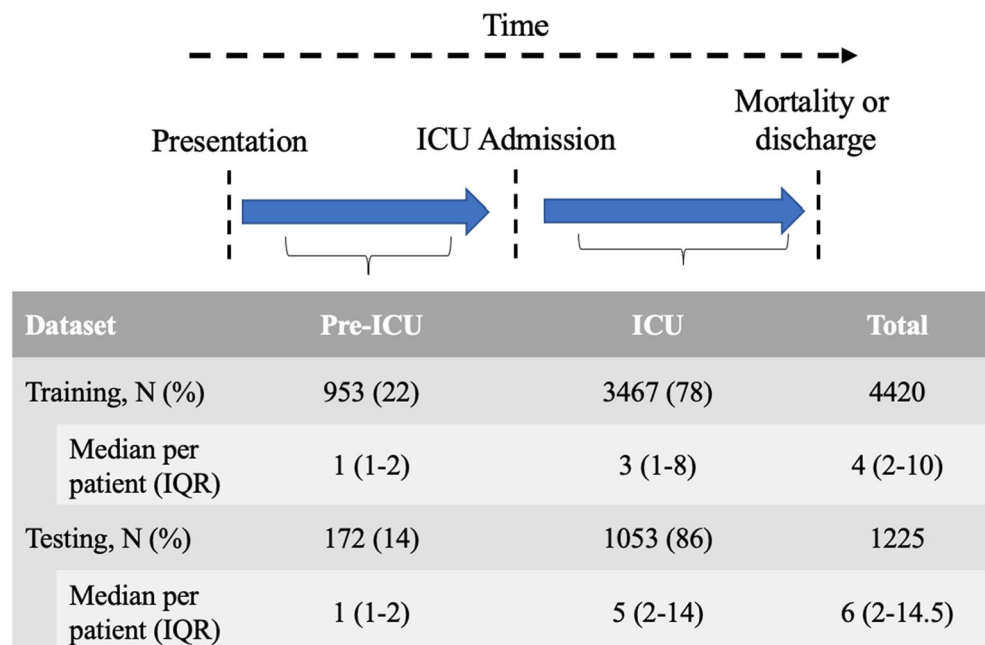 Time
Mortality or
discharge
Presentation
ICU Admission
Dataset Pre-ICU ICU Total
Training, N (%) 953 (22) 3467 (78) 4420
Median per
patient (IQR) 1 (1-2) 3 (1-8) 4 (2-10)
Testing, N (%) 172 (14) 1053 (86) 1225
Median per
patient (IQR) 1 (1-2) 5 (2-14) 6 (2-14.5)